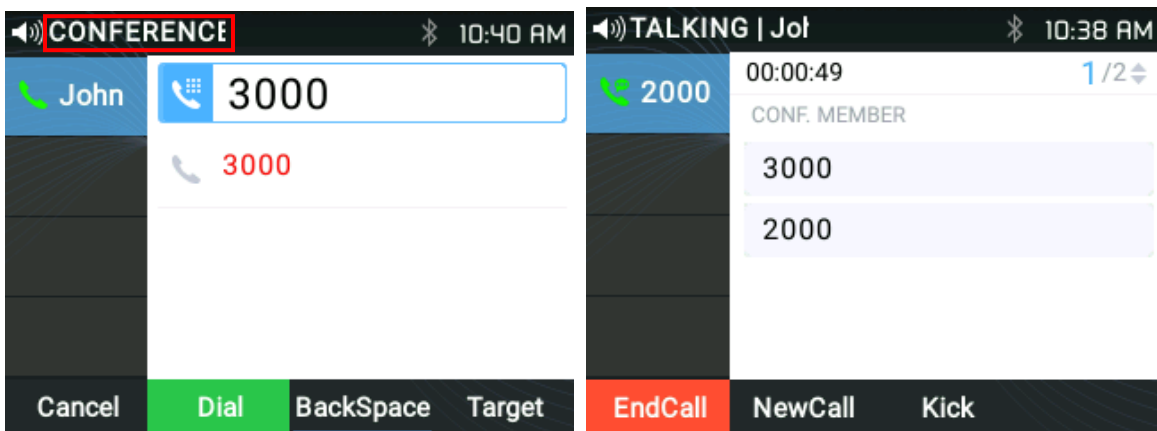 CONFERENCE 10:40 AM
John
3000
3000
Cancel Dial BackSpace Target
TALKING | Joh 10:38 AM
2000
00:00:49 1/2
CONF. MEMBER
3000
2000
EndCall NewCall Kick